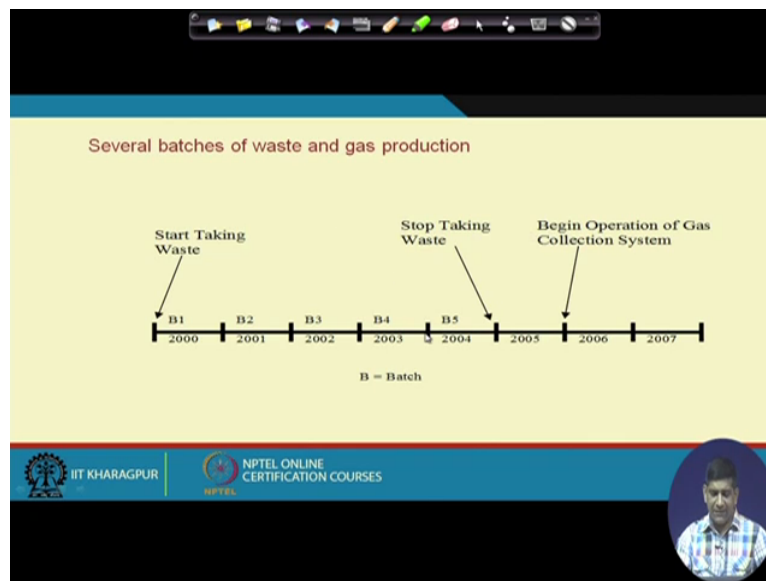 Several batches of waste and gas production
Start Taking
Waste
Stop Taking
Waste
Begin Operation of Gas
Collection System
B1 B2 B3 B4 B5
2000 2001 2002 2003 2004 2005 2006 2007
B = Batch
IIT KHARAGPUR
NPTEL
NPTEL ONLINE
CERTIFICATION COURSES